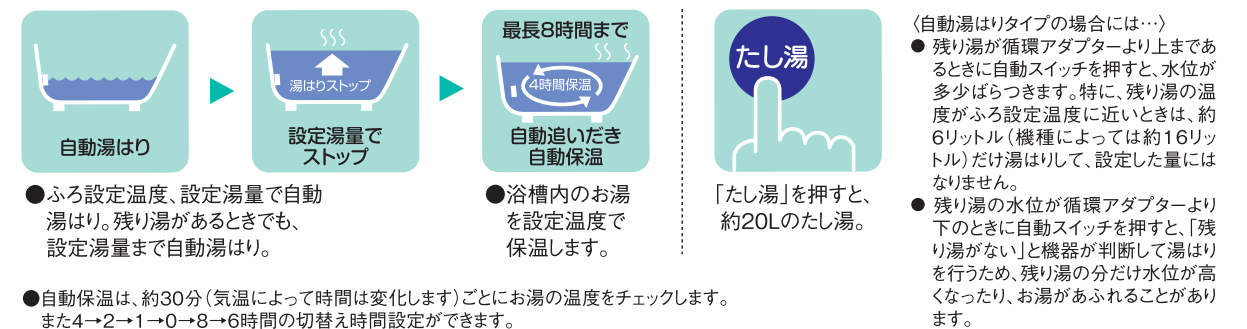 自動湯はり
湯はりストップ
設定湯量で
ストップ
最長8時間まで
4時間保温
自動追いだき
自動保温
●ふろ設定温度、設定湯量で自動
湯はり。残り湯があるときでも、
設定湯量まで自動湯はり。
●浴槽内のお湯
を設定温度で
保温します。
たし湯
「たし湯」を押すと、
約20Lのたし湯。
●自動保温は、約30分（気温によって時間は変化します）ごとにお湯の温度をチェックします。
また4→2→1→0→8→6時間の切替え時間設定ができます。
〈自動湯はりタイプの場合には…〉
● 残り湯が循環アダプターより上まであ
るときに自動スイッチを押すと、水位が
多少ばらつきます。特に、残り湯の温
度がふろ設定温度に近いときは、約
6リットル（機種によっては約16リッ
トル）だけ湯はりして、設定した量には
なりません。
● 残り湯の水位が循環アダプターより
下のときに自動スイッチを押すと、「残
り湯がない」と機器が判断して湯はり
を行うため、残り湯の分だけ水位が高
くなったり、お湯があふれることがあり
ます。